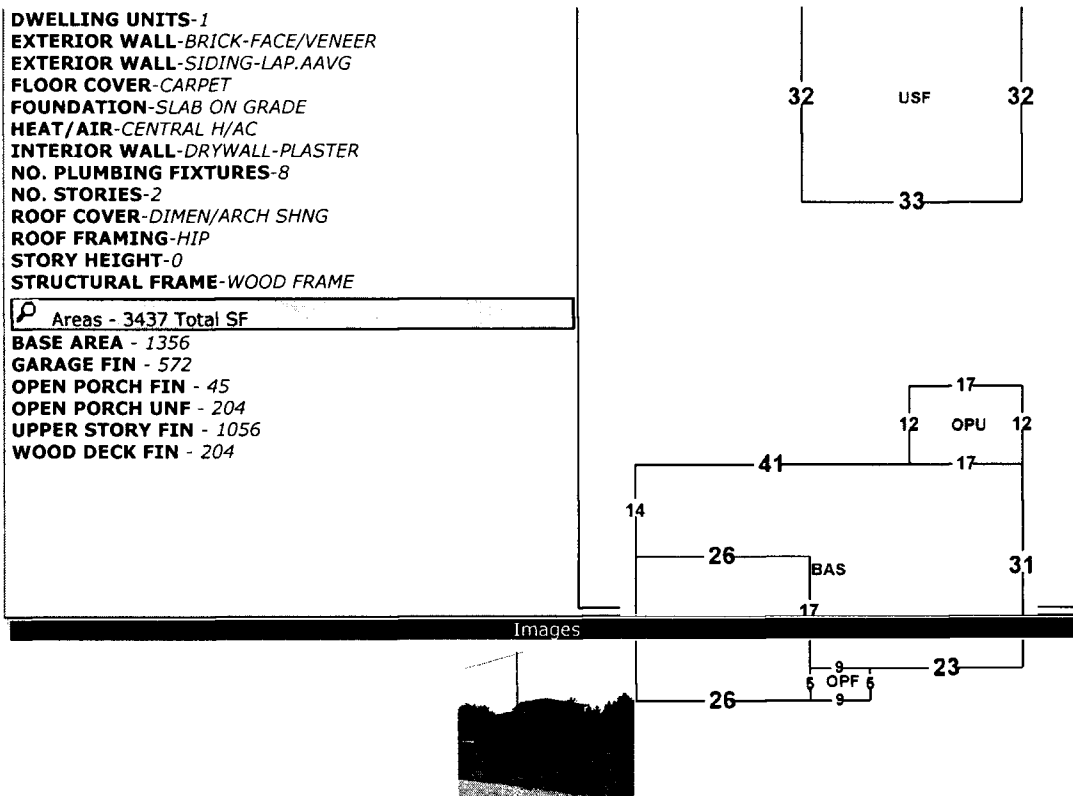 DWELLING UNITS-1
EXTERIOR WALL-BRICK-FACE/VENEER
EXTERIOR WALL-SIDING-LAP.AAVG
FLOOR COVER-CARPET
FOUNDATION-SLAB ON GRADE
HEAT/AIR-CENTRAL H/AC
INTERIOR WALL-DRYWALL-PLASTER
NO. PLUMBING FIXTURES-8
NO. STORIES-2
ROOF COVER-DIMEN/ARCH SHNG
ROOF FRAMING-HIP
STORY HEIGHT-0
STRUCTURAL FRAME-WOOD FRAME
Areas - 3437 Total SF
BASE AREA - 1356
GARAGE FIN - 572
OPEN PORCH FIN - 45
OPEN PORCH UNF - 204
UPPER STORY FIN - 1056
WOOD DECK FIN - 204
32 USF 32
33
17
12 OPU 12
41 17
14
26 BAS 31
17
Images
9 23
5 OPF 5
26 9